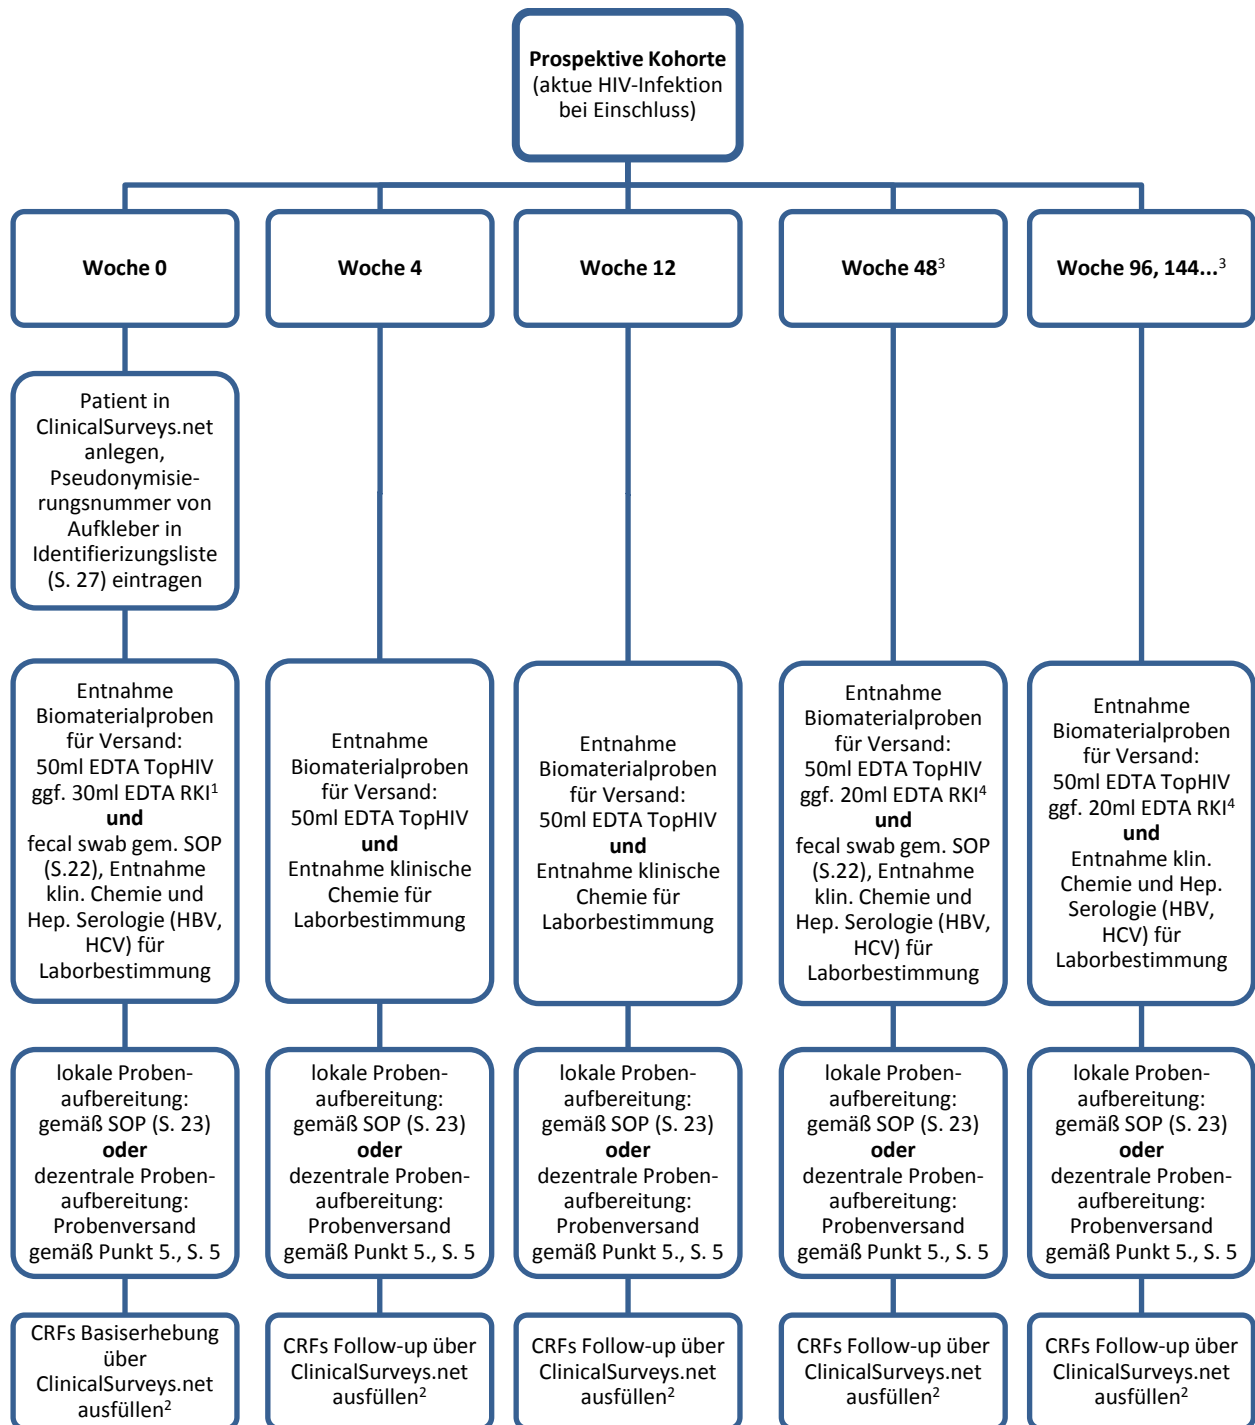 Prospektive Kohorte
(aktue HIV-Infektion
bei Einschluss)
Woche 0
Woche 4
Woche 12
Woche 48³
Woche 96, 144...³
Patient in
ClinicalSurveys.net
anlegen,
Pseudonymisie-
rungsnummer von
Aufkleber in
Identifierizungsliste
(S. 27) eintragen
Entnahme
Biomaterialproben
für Versand:
50ml EDTA TopHIV
ggf. 30ml EDTA RKI¹
und
fecal swab gem. SOP
(S.22), Entnahme
klin. Chemie und
Hep. Serologie (HBV,
HCV) für
Laborbestimmung
Entnahme
Biomaterialproben
für Versand:
50ml EDTA TopHIV
und
Entnahme klinische
Chemie für
Laborbestimmung
Entnahme
Biomaterialproben
für Versand:
50ml EDTA TopHIV
und
Entnahme klinische
Chemie für
Laborbestimmung
Entnahme
Biomaterialproben
für Versand:
50ml EDTA TopHIV
ggf. 20ml EDTA RKI⁴
und
fecal swab gem. SOP
(S.22), Entnahme
klin. Chemie und
Hep. Serologie (HBV,
HCV) für
Laborbestimmung
Entnahme
Biomaterialproben
für Versand:
50ml EDTA TopHIV
ggf. 20ml EDTA RKI⁴
und
Entnahme klin.
Chemie und Hep.
Serologie (HBV,
HCV) für
Laborbestimmung
lokale Proben-
aufbereitung:
gemäß SOP (S. 23)
oder
dezentrale Proben-
aufbereitung:
Probenversand
gemäß Punkt 5., S. 5
lokale Proben-
aufbereitung:
gemäß SOP (S. 23)
oder
dezentrale Proben-
aufbereitung:
Probenversand
gemäß Punkt 5., S. 5
lokale Proben-
aufbereitung:
gemäß SOP (S. 23)
oder
dezentrale Proben-
aufbereitung:
Probenversand
gemäß Punkt 5., S. 5
lokale Proben-
aufbereitung:
gemäß SOP (S. 23)
oder
dezentrale Proben-
aufbereitung:
Probenversand
gemäß Punkt 5., S. 5
lokale Proben-
aufbereitung:
gemäß SOP (S. 23)
oder
dezentrale Proben-
aufbereitung:
Probenversand
gemäß Punkt 5., S. 5
CRFs Basiserhebung
über
ClinicalSurveys.net
ausfüllen²
CRFs Follow-up über
ClinicalSurveys.net
ausfüllen²
CRFs Follow-up über
ClinicalSurveys.net
ausfüllen²
CRFs Follow-up über
ClinicalSurveys.net
ausfüllen²
CRFs Follow-up über
ClinicalSurveys.net
ausfüllen²